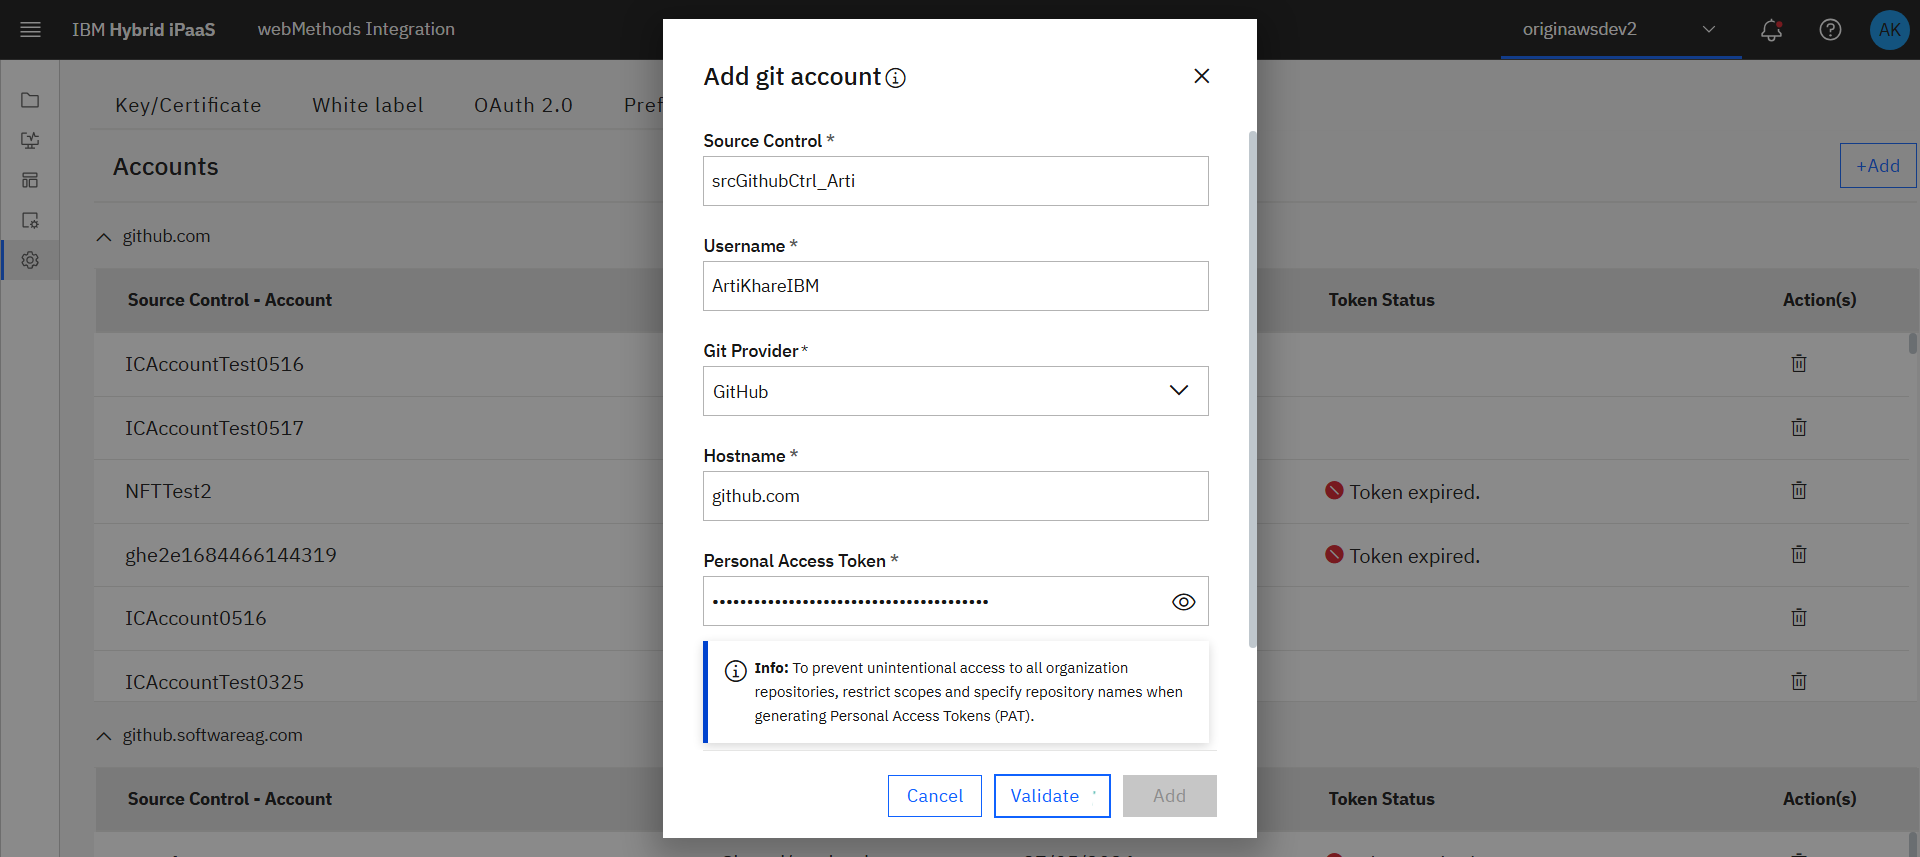 IBM Hybrid iPaaS
webMethods Integration
originawsdev2
AK
Key/Certificate
White label
OAuth 2.0
Pref
Accounts
+Add
github.com
Source Control - Account
Token Status
Action(s)
ICAccountTest0516
ICAccountTest0517
NFTTest2
Token expired.
ghe2e1684466144319
Token expired.
ICAccount0516
ICAccountTest0325
github.softwareag.com
Source Control - Account
Token Status
Action(s)
Add git account
Source Control *
srcGithubCtrl_Arti
Username *
ArtiKhareIBM
Git Provider*
GitHub
Hostname *
github.com
Personal Access Token *
Info: To prevent unintentional access to all organization
repositories, restrict scopes and specify repository names when
generating Personal Access Tokens (PAT).
Cancel
Validate
Add